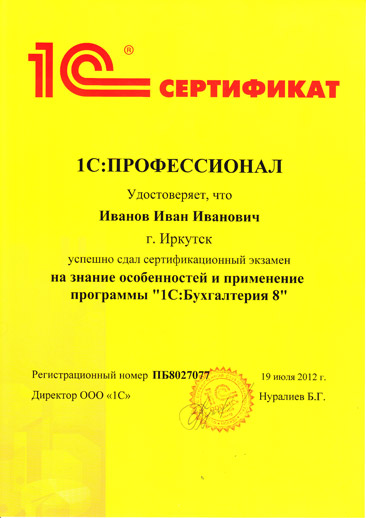 1С®
СЕРТИФИКАТ
1С:ПРОФЕССИОНАЛ
Удостоверяет, что
Иванов Иван Иванович
г. Иркутск
успешно сдал сертификационный экзамен
на знание особенностей и применение
программы "1С:Бухгалтерия 8"
Регистрационный номер ПБ8027077 19 июля 2012 г.
Директор ООО «1С» Нуралиев Б.Г.